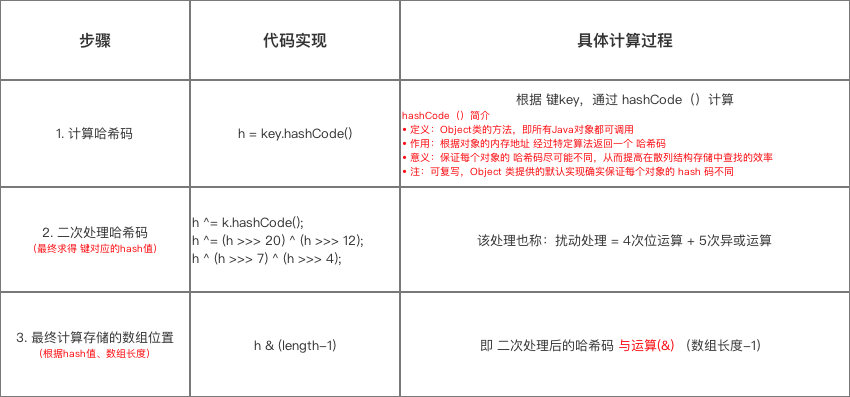 步骤
代码实现
具体计算过程
1. 计算哈希码
h = key.hashCode()
根据 键key，通过 hashCode（）计算
hashCode（）简介
• 定义：Object类的方法，即所有Java对象都可调用
• 作用：根据对象的内存地址 经过特定算法返回一个 哈希码
• 意义：保证每个对象的 哈希码尽可能不同，从而提高在散列结构存储中查找的效率
• 注：可复写，Object 类提供的默认实现确实保证每个对象的 hash 码不同
2. 二次处理哈希码
（最终求得 键对应的hash值）
h ^= k.hashCode();
h ^= (h >>> 20) ^ (h >>> 12);
h ^ (h >>> 7) ^ (h >>> 4);
该处理也称：扰动处理 = 4次位运算 + 5次异或运算
3. 最终计算存储的数组位置
（根据hash值、数组长度）
h & (length-1)
即 二次处理后的哈希码 与运算(&) （数组长度-1）